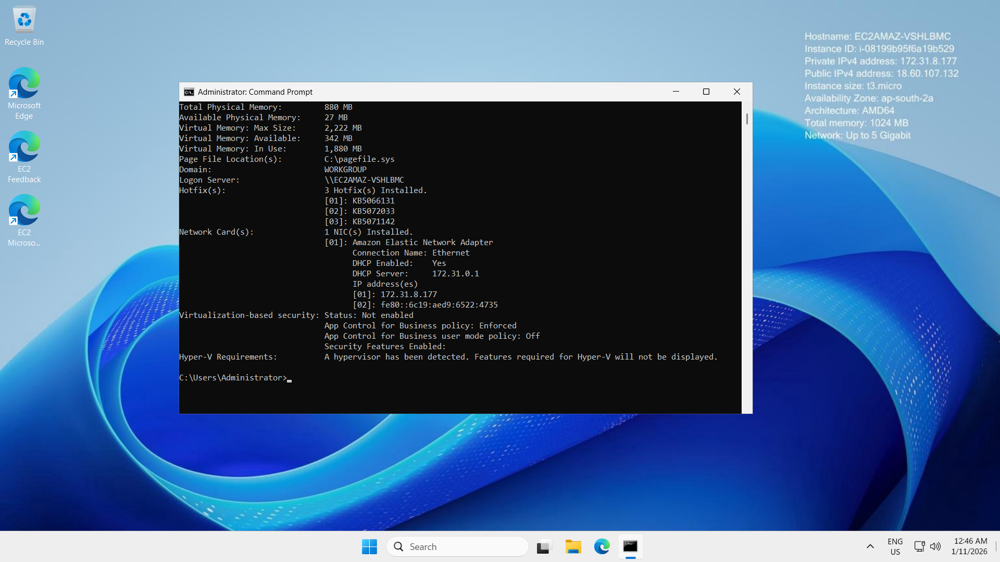 Recycle Bin
Microsoft
Edge
EC2
Feedback
EC2
Microso...
Hostname: EC2AMAZ-VSHLBMC
Instance ID: i-08199b95f6a19b529
Private IPv4 address: 172.31.8.177
Public IPv4 address: 18.60.107.132
Instance size: t3.micro
Availability Zone: ap-south-2a
Architecture: AMD64
Total memory: 1024 MB
Network: Up to 5 Gigabit
Administrator: Command Prompt
Total Physical Memory: 880 MB
Available Physical Memory: 27 MB
Virtual Memory: Max Size: 2,222 MB
Virtual Memory: Available: 342 MB
Virtual Memory: In Use: 1,880 MB
Page File Location(s): C:\pagefile.sys
Domain: WORKGROUP
Logon Server: \\EC2AMAZ-VSHLBMC
Hotfix(s): 3 Hotfix(s) Installed.
[01]: KB5066131
[02]: KB5072033
[03]: KB5071142
Network Card(s): 1 NIC(s) Installed.
[01]: Amazon Elastic Network Adapter
Connection Name: Ethernet
DHCP Enabled: Yes
DHCP Server: 172.31.0.1
IP address(es)
[01]: 172.31.8.177
[02]: fe80::6c19:aed9:6522:4735
Virtualization-based security: Status: Not enabled
App Control for Business policy: Enforced
App Control for Business user mode policy: Off
Security Features Enabled:
Hyper-V Requirements: A hypervisor has been detected. Features required for Hyper-V will not be displayed.
C:\Users\Administrator>
Search
ENG
US
12:46 AM
1/11/2026